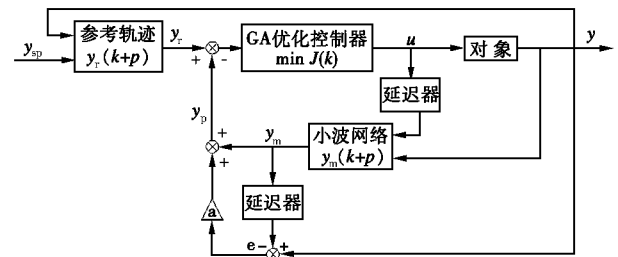 y_sp
参考轨迹
y_r(k+p)
y_r
+
-
GA优化控制器
min J(k)
u
对象
y
延迟器
y_p
+
+
y_m
小波网络
y_m(k+p)
a
延迟器
e
-
+